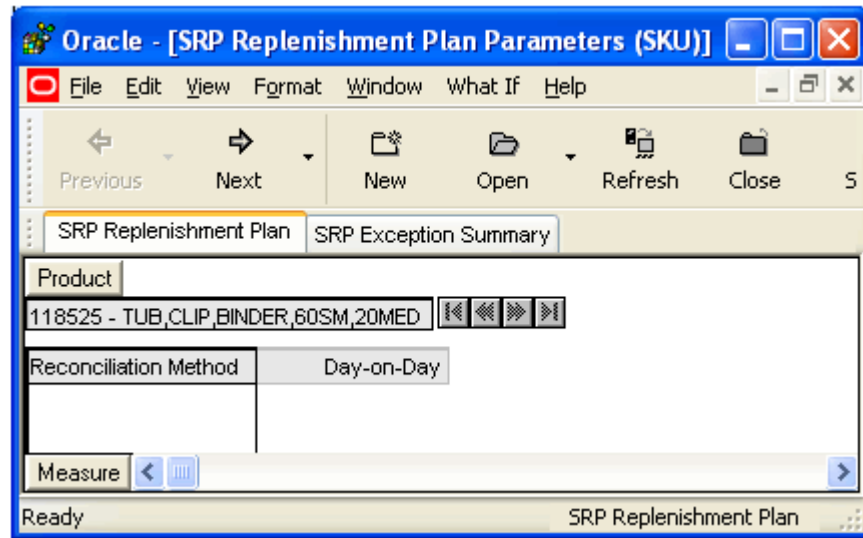 Oracle - [SRP Replenishment Plan Parameters (SKU)]
File Edit View Format Window What If Help
Previous Next New Open Refresh Close S
SRP Replenishment Plan SRP Exception Summary
Product
118525 - TUB,CLIP,BINDER,60SM,20MED
Reconciliation Method Day-on-Day
Measure
Ready SRP Replenishment Plan